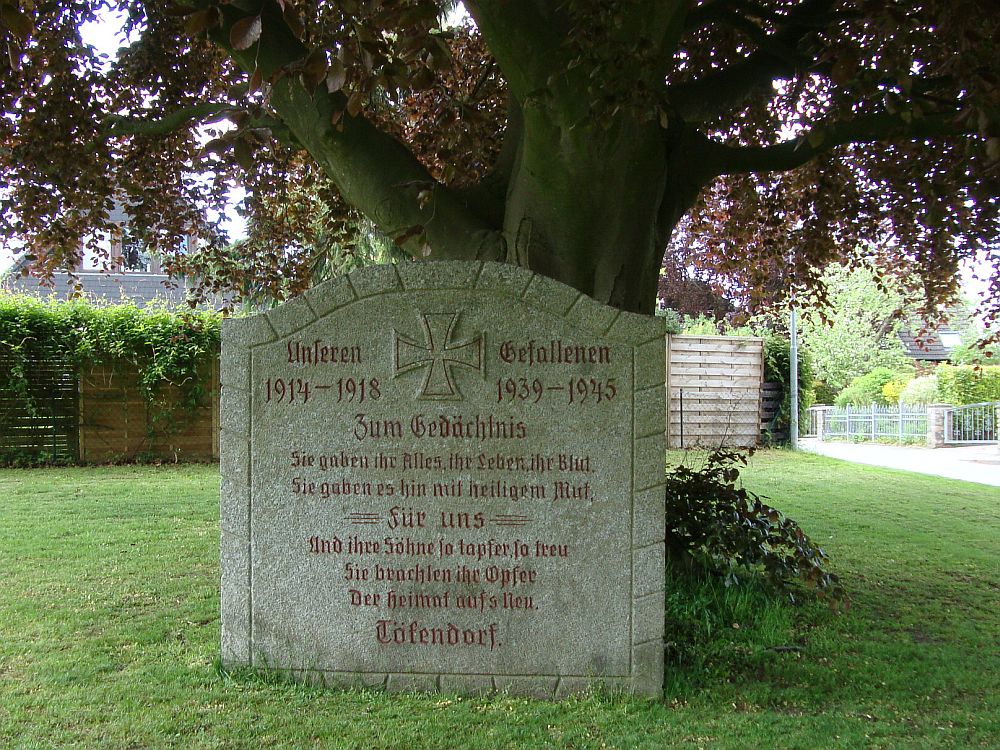 Unseren Gefallenen
1914–1918 1939–1945
Zum Gedächtnis
Sie gaben ihr Alles, ihr Leben, ihr Blut,
Sie gaben es hin mit heiligem Mut,
Für uns
Und ihre Söhne so tapfer, so treu
Sie brachten ihr Opfer
Der Heimat aufs Neu.
Tökendorf.